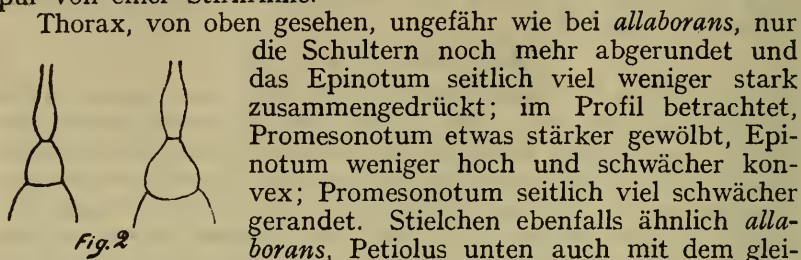 pur von einer Stirnrinne.
Thorax, von oben gesehen, ungefähr wie bei allaborans, nur
die Schultern noch mehr abgerundet und
das Epinotum seitlich viel weniger stark
zusammengedrückt; im Profil betrachtet,
Promesonotum etwas stärker gewölbt, Epi-
notum weniger hoch und schwächer kon-
vex; Promesonotum seitlich viel schwächer
gerandet. Stielchen ebenfalls ähnlich alla-
borans, Petiolus unten auch mit dem glei-
Fig. 2